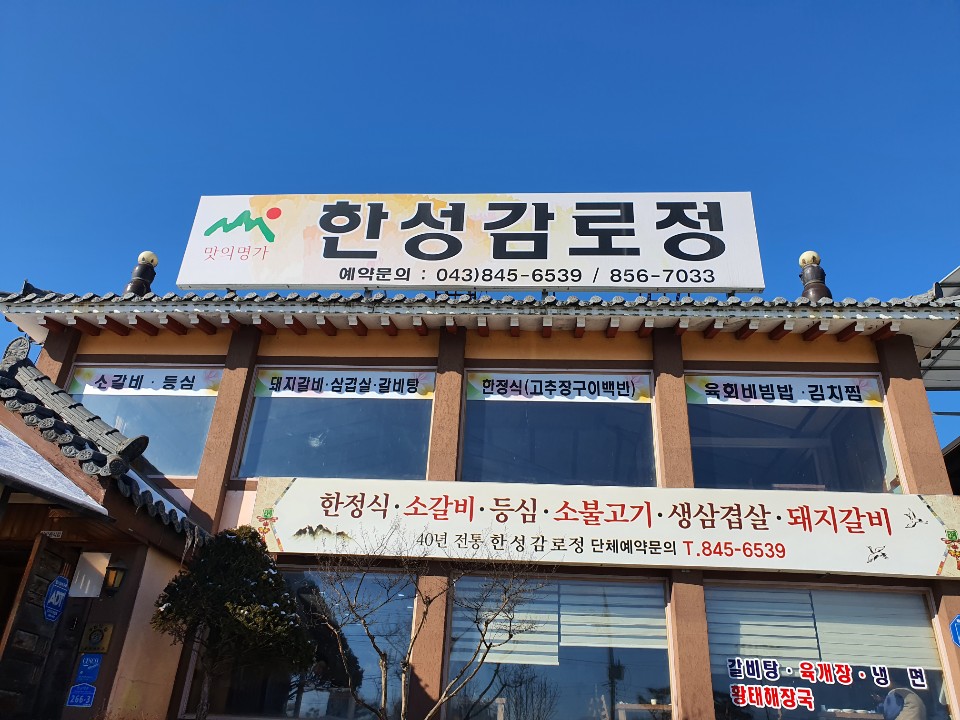 한성감로정
맛의명가
예약문의 : 043)845-6539 / 856-7033
소갈비 · 등심
돼지갈비·삼겹살·갈비탕
한정식(고추장구이백반)
육회비빔밥 · 김치찜
한정식·소갈비·등심·소불고기·생삼겹살·돼지갈비
40년 전통 한성감로정 단체예약문의 T.845-6539
ADT
갈비탕 · 육개장 · 냉 면
황태해장국
266-3